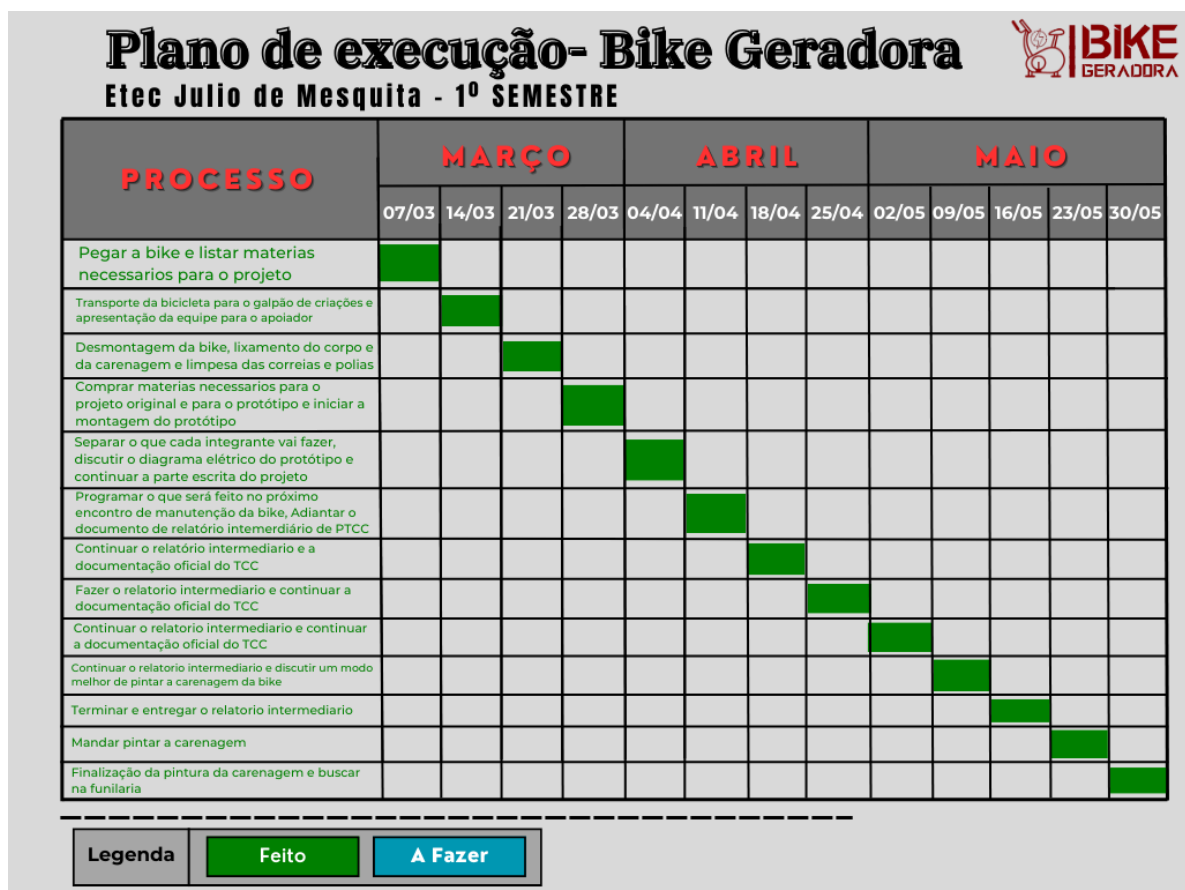 Plano de execução- Bike Geradora
BIKE
GERADORA
Etec Julio de Mesquita - 1º SEMESTRE
PROCESSO
MARÇO
ABRIL
MAIO
07/03 14/03 21/03 28/03 04/04 11/04 18/04 25/04 02/05 09/05 16/05 23/05 30/05
Pegar a bike e listar materias
necessarios para o projeto
Transporte da bicicleta para o galpão de criações e
apresentação da equipe para o apoiador
Desmontagem da bike, lixamento do corpo e
da carenagem e limpesa das correias e polias
Comprar materias necessarios para o
projeto original e para o protótipo e iniciar a
montagem do protótipo
Separar o que cada integrante vai fazer,
discutir o diagrama elétrico do protótipo e
continuar a parte escrita do projeto
Programar o que será feito no próximo
encontro de manutenção da bike, Adiantar o
documento de relatório intemerdiário de PTCC
Continuar o relatório intermediario e a
documentação oficial do TCC
Fazer o relatorio intermediario e continuar a
documentação oficial do TCC
Continuar o relatorio intermediario e continuar
a documentação oficial do TCC
Continuar o relatorio intermediario e discutir um modo
melhor de pintar a carenagem da bike
Terminar e entregar o relatorio intermediario
Mandar pintar a carenagem
Finalização da pintura da carenagem e buscar
na funilaria
Legenda
Feito
A Fazer